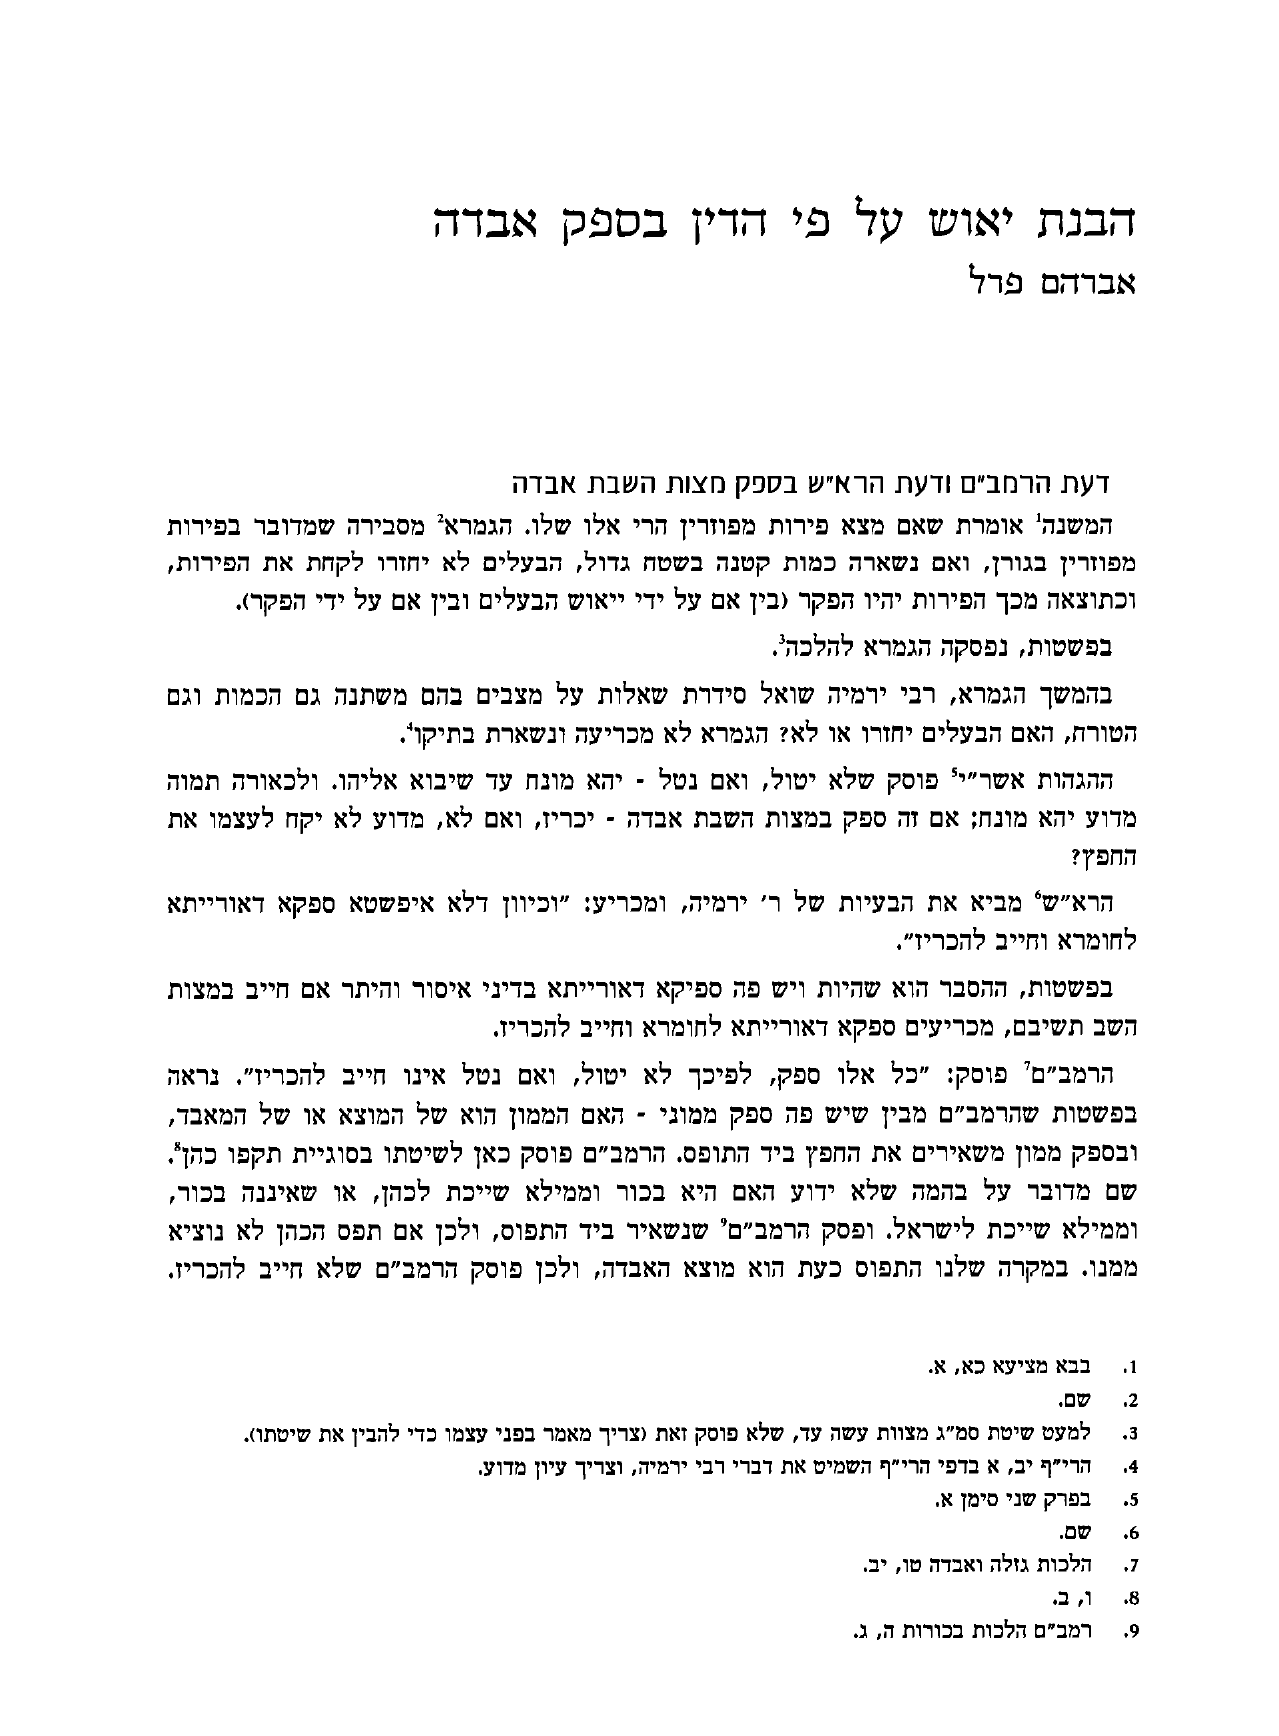 הבנת יאוש על פי הדין בספק אבדה
אברהם פרל
דעת הרמב"ם ודעת הרא"ש בספק מצות השבת אבדה
המשנה¹ אומרת שאם מצא פירות מפוזרין הרי אלו שלו. הגמרא² מסבירה שמדובר בפירות
מפוזרין בגורן, ואם נשארה כמות קטנה בשטח גדול, הבעלים לא יחזרו לקחת את הפירות,
וכתוצאה מכך הפירות יהיו הפקר (בין אם על ידי ייאוש הבעלים ובין אם על ידי הפקר).
בפשטות, נפסקה הגמרא להלכה³.
בהמשך הגמרא, רבי ירמיה שואל סידרת שאלות על מצבים בהם משתנה גם הכמות וגם
הטורח, האם הבעלים יחזרו או לא? הגמרא לא מכריעה ונשארת בתיקו⁴.
ההגהות אשר"י⁵ פוסק שלא יטול, ואם נטל - יהא מונח עד שיבוא אליהו. ולכאורה תמוה
מדוע יהא מונח; אם זה ספק במצות השבת אבדה - יכריז, ואם לא, מדוע לא יקח לעצמו את
החפץ?
הרא"ש⁶ מביא את הבעיות של ר' ירמיה, ומכריע: "וכיוון דלא איפשטא ספקא דאורייתא
לחומרא וחייב להכריז".
בפשטות, ההסבר הוא שהיות ויש פה ספיקא דאורייתא בדיני איסור והיתר אם חייב במצות
השב תשיבם, מכריעים ספקא דאורייתא לחומרא וחייב להכריז.
הרמב"ם⁷ פוסק: "כל אלו ספק, לפיכך לא יטול, ואם נטל אינו חייב להכריז". נראה
בפשטות שהרמב"ם מבין שיש פה ספק ממוני - האם הממון הוא של המוצא או של המאבד,
ובספק ממון משאירים את החפץ ביד התופס. הרמב"ם פוסק כאן לשיטתו בסוגיית תקפו כהן⁸.
שם מדובר על בהמה שלא ידוע האם היא בכור וממילא שייכת לכהן, או שאיננה בכור,
וממילא שייכת לישראל. ופסק הרמב"ם⁹ שנשאיר ביד התפוס, ולכן אם תפס הכהן לא נוציא
ממנו. במקרה שלנו התפוס כעת הוא מוצא האבדה, ולכן פוסק הרמב"ם שלא חייב להכריז.
1. בבא מציעא כא, א.
2. שם.
3. למעט שיטת סמ"ג מצוות עשה עד, שלא פוסק זאת (צריך מאמר בפני עצמו כדי להבין את שיטתו).
4. הרי"ף יב, א בדפי הרי"ף השמיט את דברי רבי ירמיה, וצריך עיון מדוע.
5. בפרק שני סימן א.
6. שם.
7. הלכות גזלה ואבדה טו, יב.
8. ו, ב.
9. רמב"ם הלכות בכורות ה, ג.